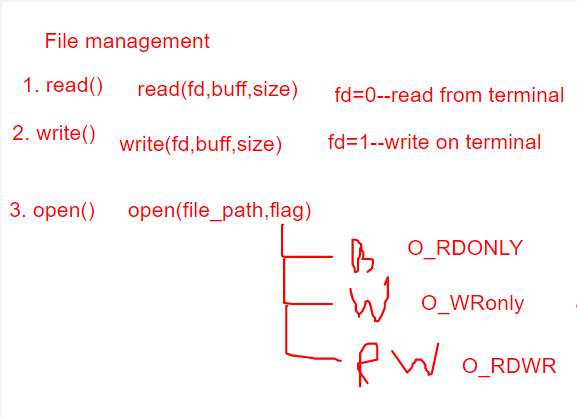 File management
1. read() read(fd,buff,size) fd=0--read from terminal
2. write() write(fd,buff,size) fd=1--write on terminal
3. open() open(file_path,flag)
R O_RDONLY
W O_WRonly
RW O_RDWR